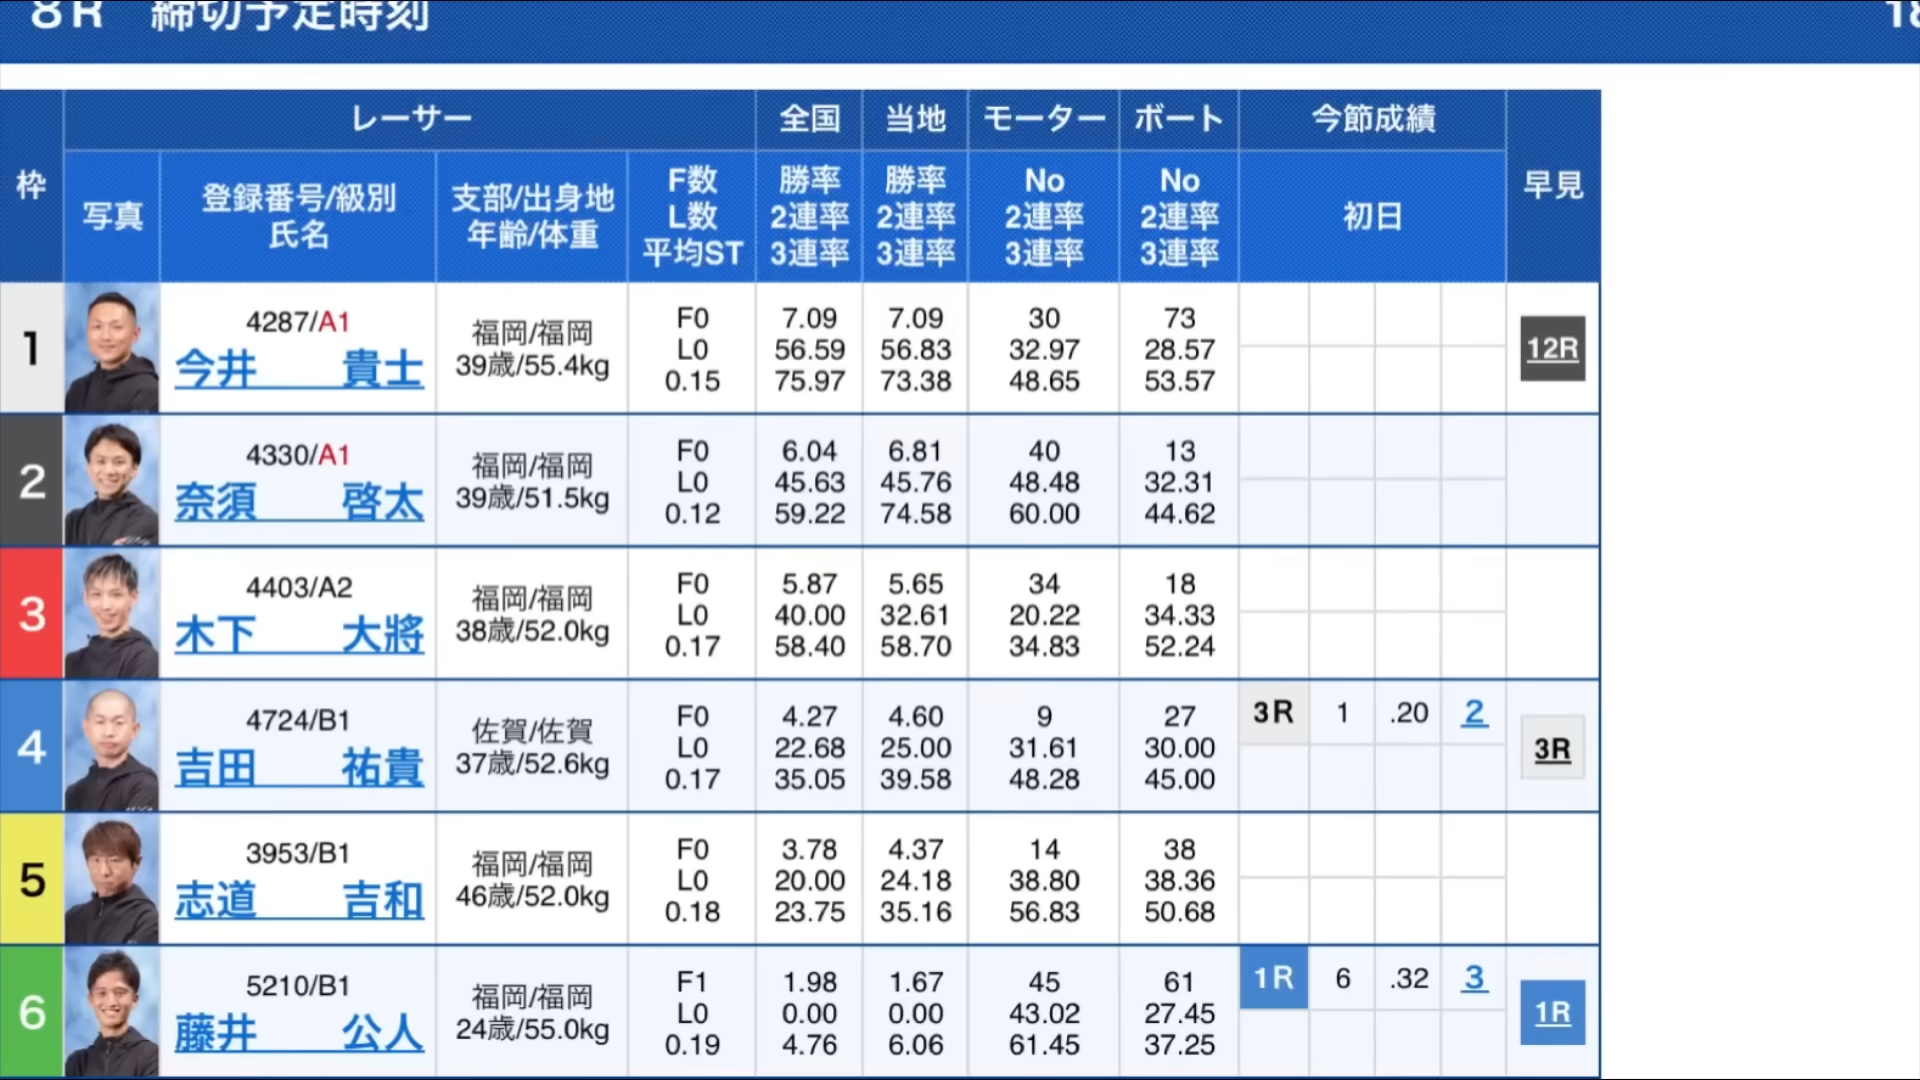 8R 締切予定時刻 18
枠 レーサー 全国 当地 モーター ボート 今節成績 早見
写真 登録番号/級別 氏名 支部/出身地 年齢/体重 F数 L数 平均ST 勝率 2連率 3連率 勝率 2連率 3連率 No 2連率 3連率 No 2連率 3連率 初日
1 4287/A1 福岡/福岡 F0 7.09 7.09 30 73
今井 貴士 39歳/55.4kg L0 56.59 56.83 32.97 28.57 12R
0.15 75.97 73.38 48.65 53.57
2 4330/A1 福岡/福岡 F0 6.04 6.81 40 13
奈須 啓太 39歳/51.5kg L0 45.63 45.76 48.48 32.31
0.12 59.22 74.58 60.00 44.62
3 4403/A2 福岡/福岡 F0 5.87 5.65 34 18
木下 大將 38歳/52.0kg L0 40.00 32.61 20.22 34.33
0.17 58.40 58.70 34.83 52.24
4 4724/B1 佐賀/佐賀 F0 4.27 4.60 9 27 3R 1 .20 2
吉田 祐貴 37歳/52.6kg L0 22.68 25.00 31.61 30.00 3R
0.17 35.05 39.58 48.28 45.00
5 3953/B1 福岡/福岡 F0 3.78 4.37 14 38
志道 吉和 46歳/52.0kg L0 20.00 24.18 38.80 38.36
0.18 23.75 35.16 56.83 50.68
6 5210/B1 福岡/福岡 F1 1.98 1.67 45 61 1R 6 .32 3
藤井 公人 24歳/55.0kg L0 0.00 0.00 43.02 27.45 1R
0.19 4.76 6.06 61.45 37.25